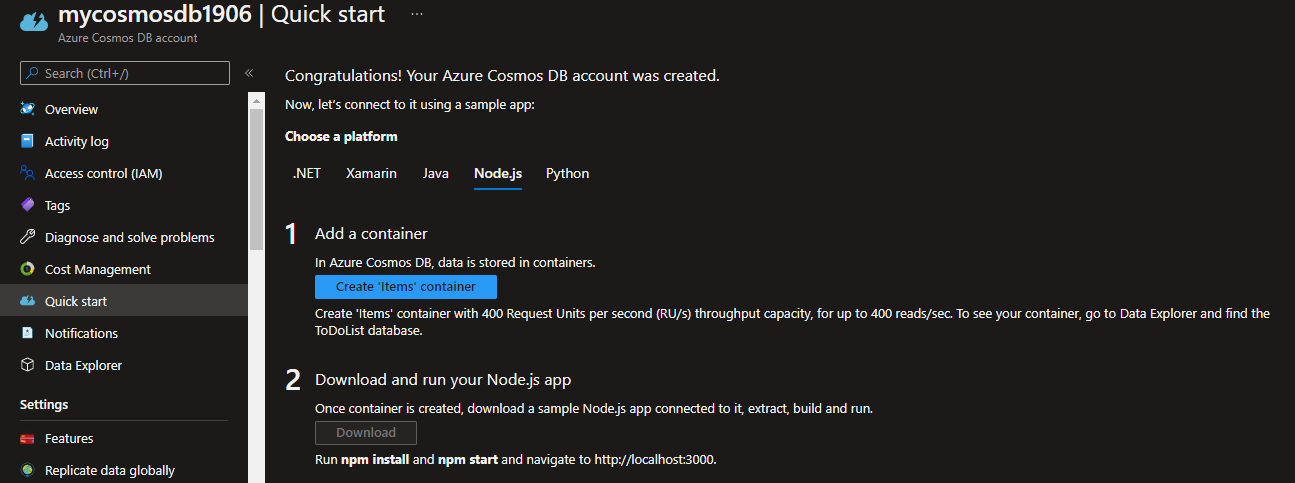 mycosmosdb1906 | Quick start ...
Azure Cosmos DB account
Search (Ctrl+/) «
Overview
Activity log
Access control (IAM)
Tags
Diagnose and solve problems
Cost Management
Quick start
Notifications
Data Explorer
Settings
Features
Replicate data globally
Congratulations! Your Azure Cosmos DB account was created.
Now, let's connect to it using a sample app:
Choose a platform
.NET Xamarin Java Node.js Python
1 Add a container
In Azure Cosmos DB, data is stored in containers.
Create 'Items' container
Create 'Items' container with 400 Request Units per second (RU/s) throughput capacity, for up to 400 reads/sec. To see your container, go to Data Explorer and find the
ToDoList database.
2 Download and run your Node.js app
Once container is created, download a sample Node.js app connected to it, extract, build and run.
Download
Run npm install and npm start and navigate to http://localhost:3000.